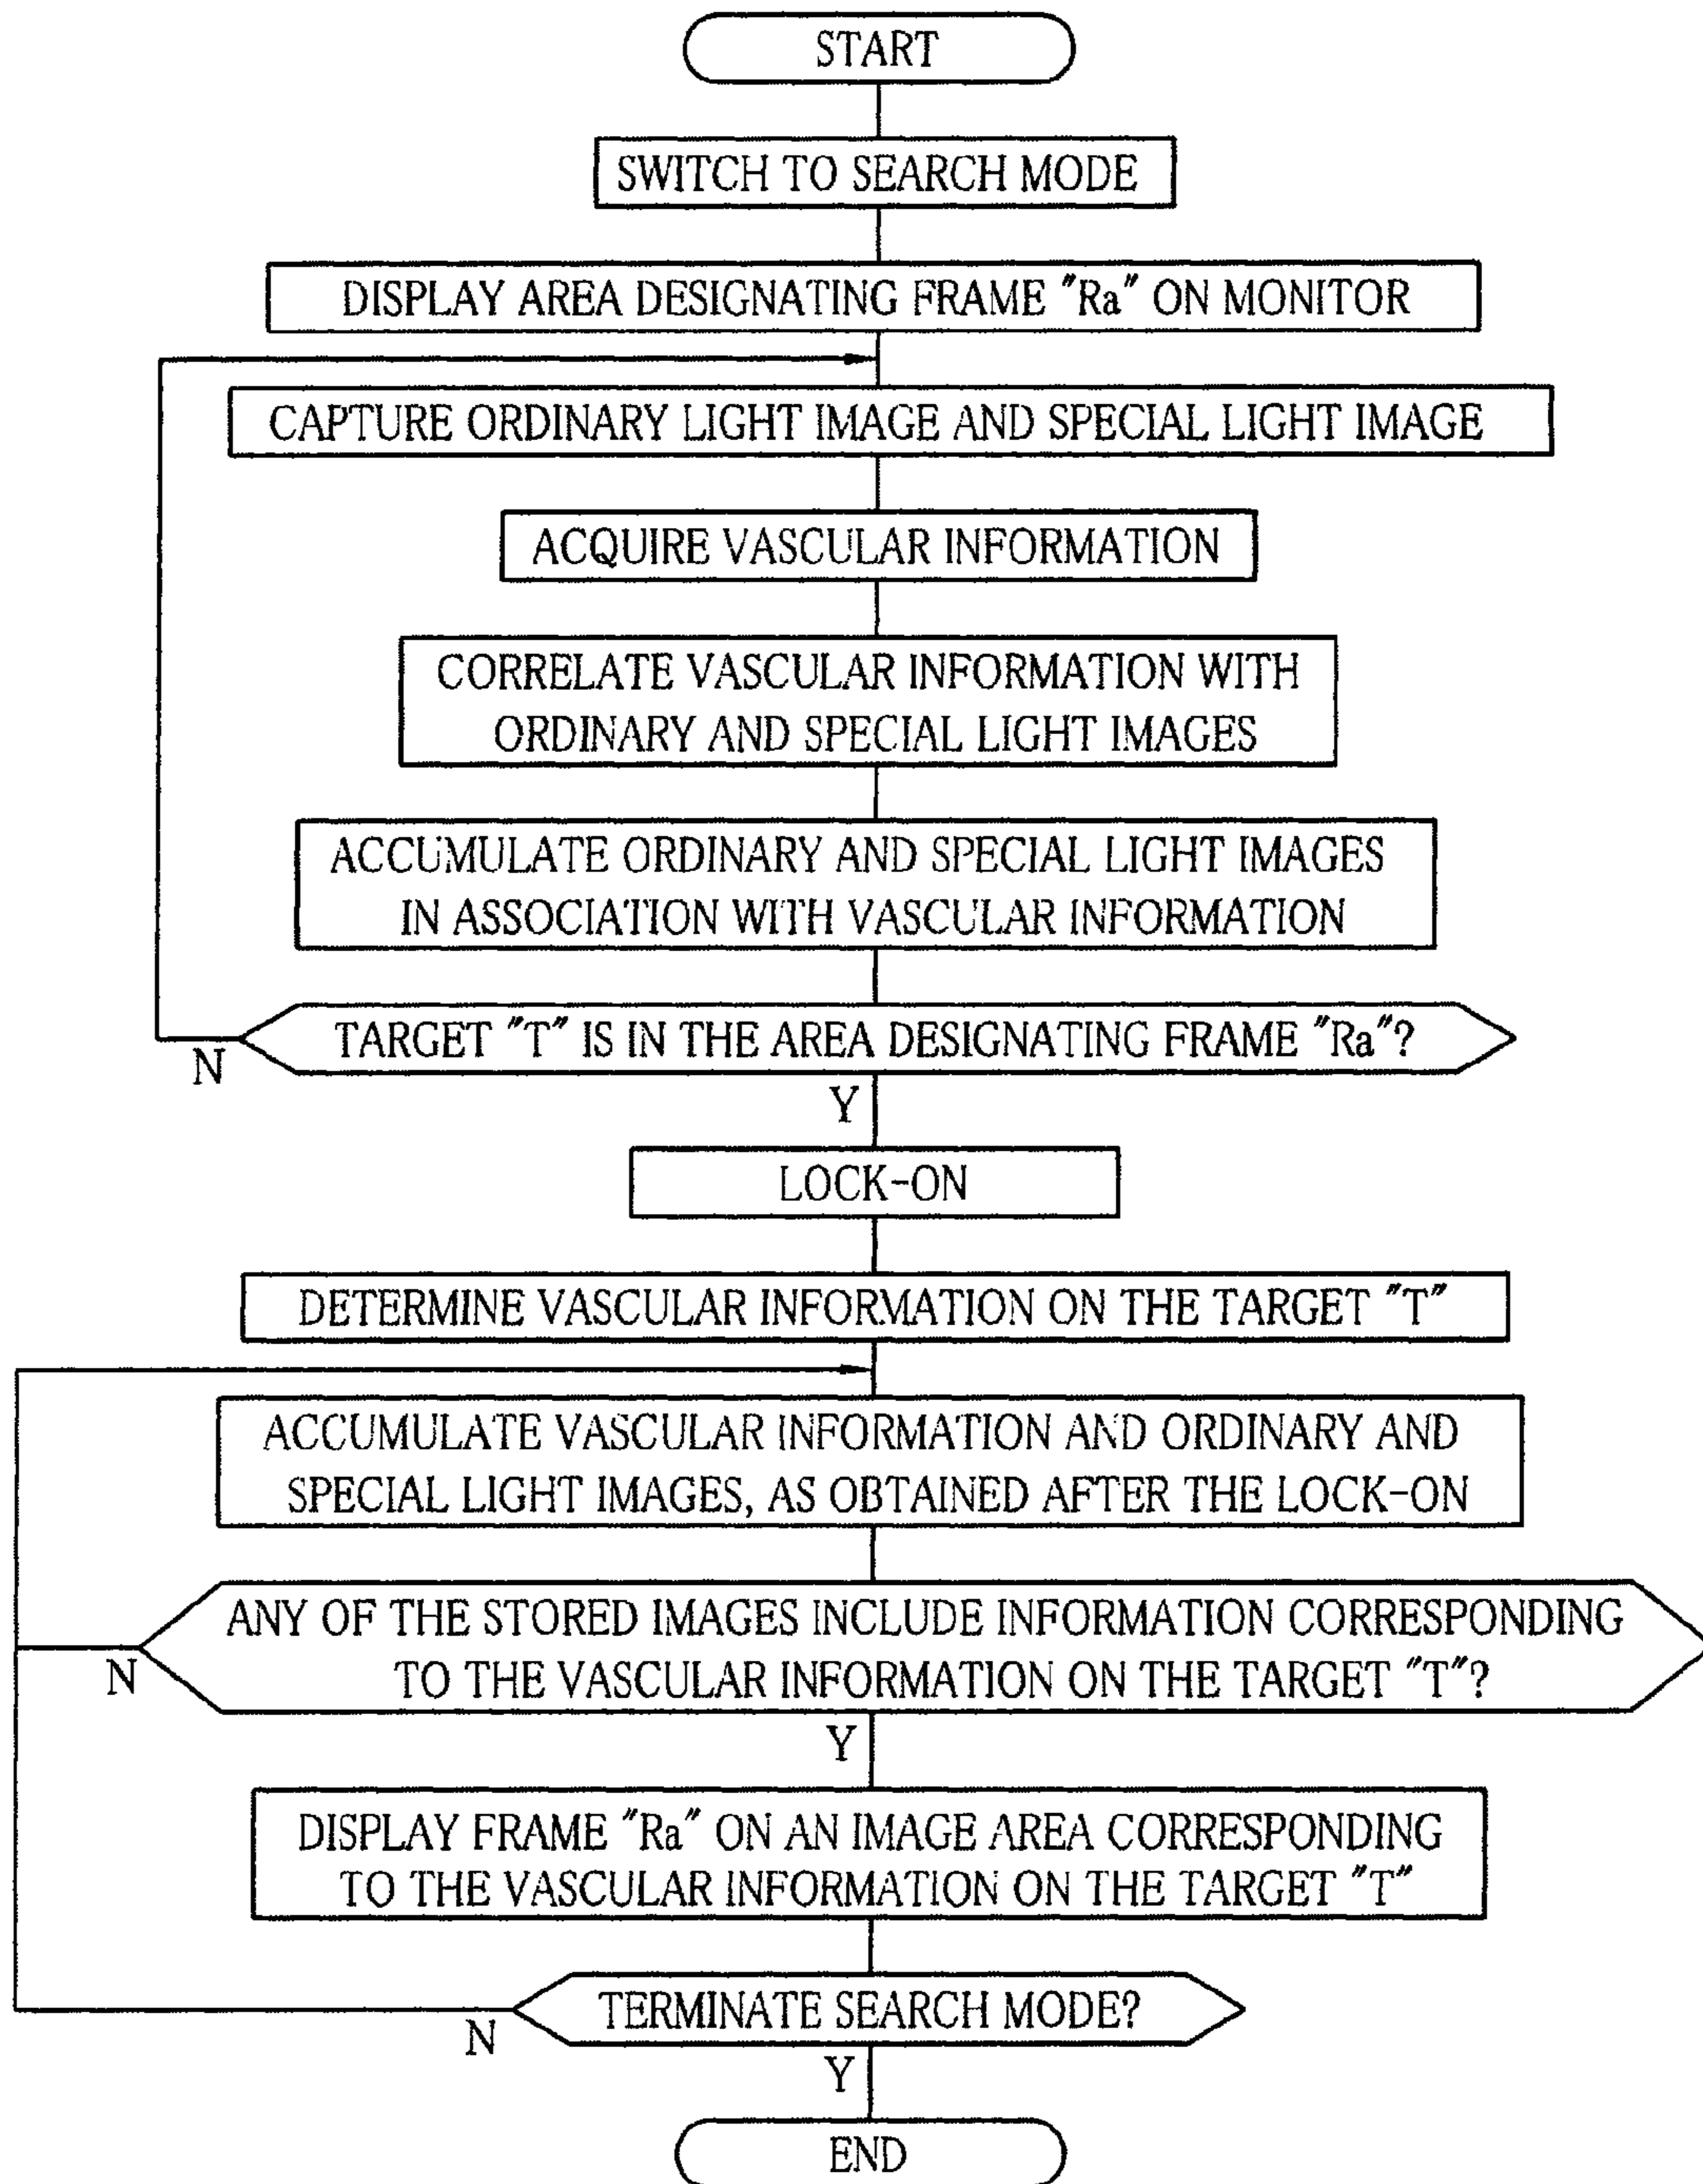 START
SWITCH TO SEARCH MODE
DISPLAY AREA DESIGNATING FRAME "Ra" ON MONITOR
CAPTURE ORDINARY LIGHT IMAGE AND SPECIAL LIGHT IMAGE
ACQUIRE VASCULAR INFORMATION
CORRELATE VASCULAR INFORMATION WITH
ORDINARY AND SPECIAL LIGHT IMAGES
ACCUMULATE ORDINARY AND SPECIAL LIGHT IMAGES
IN ASSOCIATION WITH VASCULAR INFORMATION
TARGET "T" IS IN THE AREA DESIGNATING FRAME "Ra"?
N
Y
LOCK-ON
DETERMINE VASCULAR INFORMATION ON THE TARGET "T"
ACCUMULATE VASCULAR INFORMATION AND ORDINARY AND
SPECIAL LIGHT IMAGES, AS OBTAINED AFTER THE LOCK-ON
ANY OF THE STORED IMAGES INCLUDE INFORMATION CORRESPONDING
TO THE VASCULAR INFORMATION ON THE TARGET "T"?
N
Y
DISPLAY FRAME "Ra" ON AN IMAGE AREA CORRESPONDING
TO THE VASCULAR INFORMATION ON THE TARGET "T"
TERMINATE SEARCH MODE?
N
Y
END